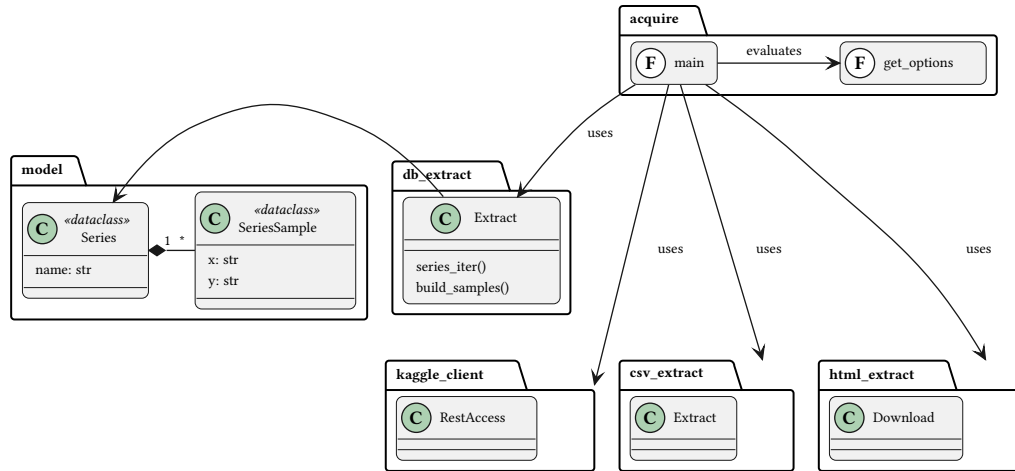 acquire
F main
evaluates
F get_options
uses
model
C «dataclass»
Series
name: str
1 *
C «dataclass»
SeriesSample
x: str
y: str
db_extract
C Extract
series_iter()
build_samples()
uses
uses
uses
kaggle_client
C RestAccess
csv_extract
C Extract
html_extract
C Download